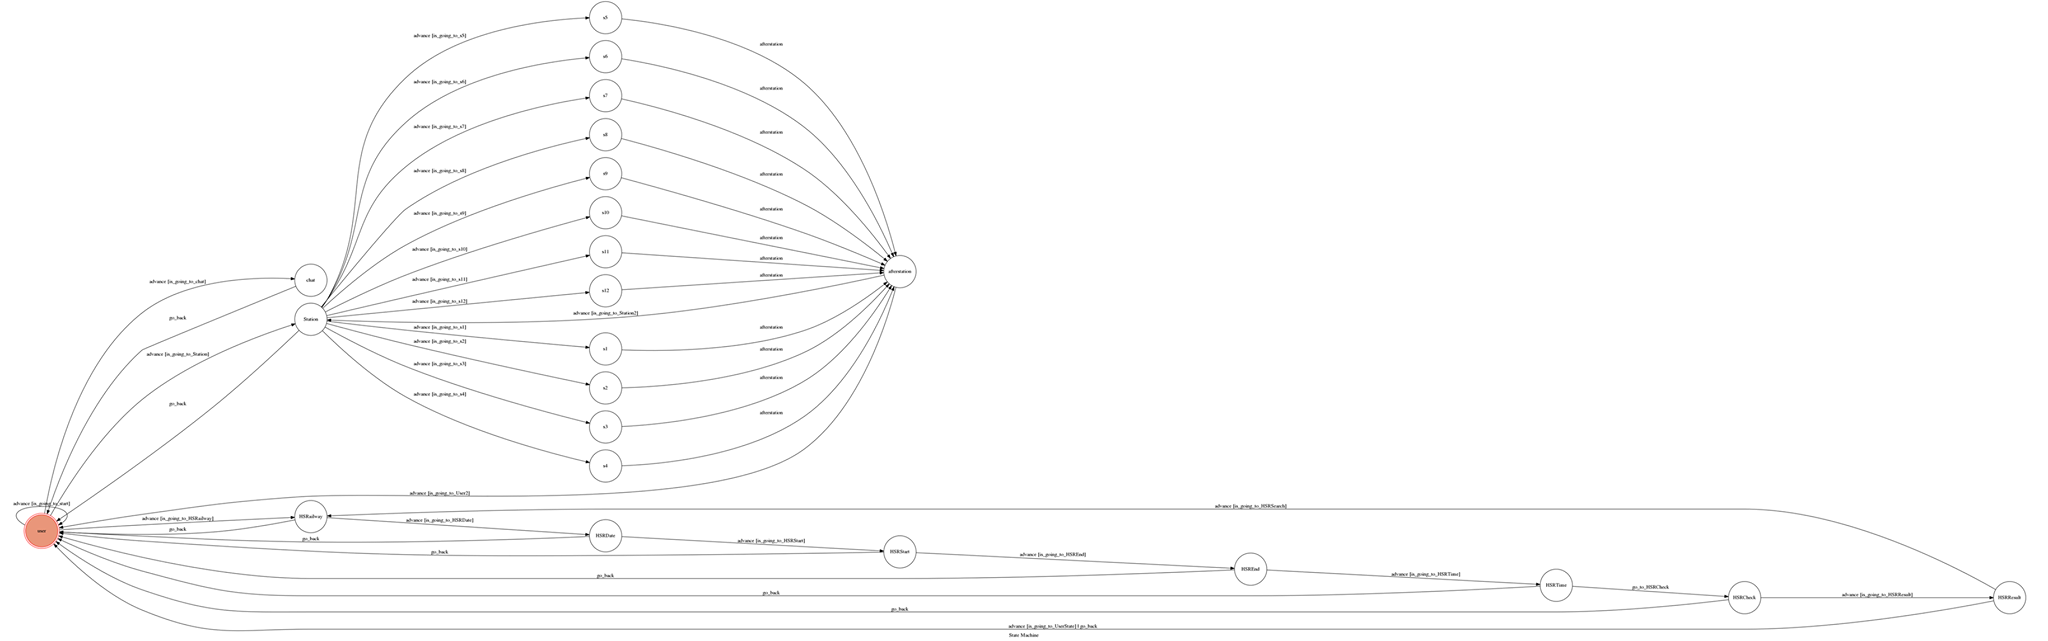 s5
advance [is_going_to_s5]
afterstation
s6
advance [is_going_to_s6]
afterstation
s7
advance [is_going_to_s7]
afterstation
s8
advance [is_going_to_s8]
afterstation
s9
advance [is_going_to_s9]
afterstation
s10
advance [is_going_to_s10]
afterstation
s11
advance [is_going_to_s11]
afterstation
s12
advance [is_going_to_s12]
afterstation
afterstation
chat
advance [is_going_to_chat]
go_back
Station
advance [is_going_to_Station]
go_back
advance [is_going_to_Station2]
s1
advance [is_going_to_s1]
afterstation
s2
advance [is_going_to_s2]
afterstation
s3
advance [is_going_to_s3]
afterstation
s4
advance [is_going_to_s4]
afterstation
advance [is_going_to_User2]
advance [is_going_to_start]
user
advance [is_going_to_HSRailway]
HSRailway
go_back
advance [is_going_to_HSRDate]
HSRDate
go_back
advance [is_going_to_HSRStart]
HSRStart
go_back
advance [is_going_to_HSREnd]
HSREnd
go_back
advance [is_going_to_HSRTime]
HSRTime
go_back
go_to_HSRCheck
HSRCheck
go_back
advance [is_going_to_HSRResult]
HSRResult
advance [is_going_to_HSRSearch]
advance [is_going_to_UserState] | go_back
State Machine